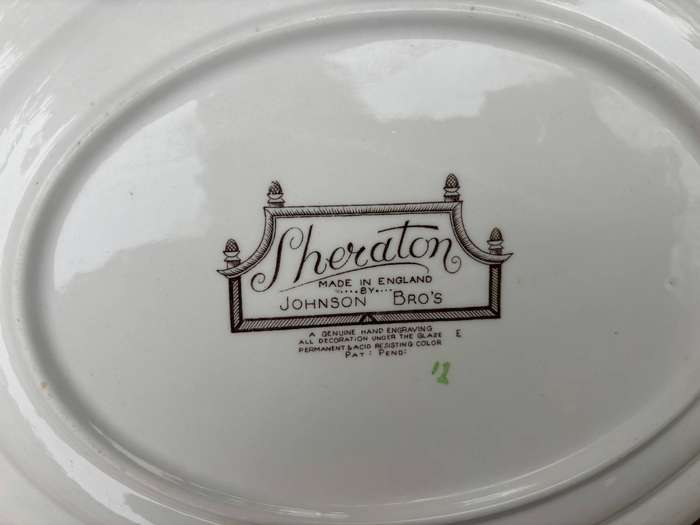 Sheraton
MADE IN ENGLAND
BY
JOHNSON BRO'S
A GENUINE HAND ENGRAVING
ALL DECORATION UNDER THE GLAZE E
PERMANENT & ACID RESISTING COLOR
PAT: PEND:
12